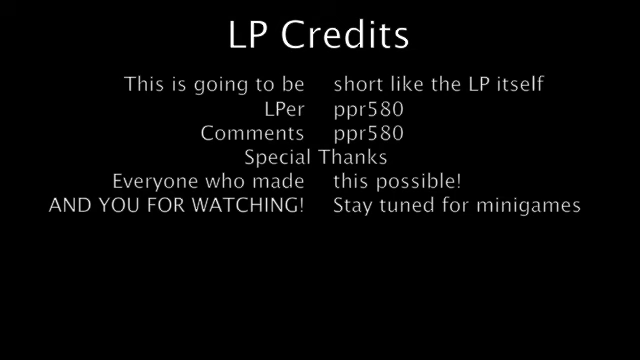 LP Credits
This is going to be short like the LP itself
LPer ppr580
Comments ppr580
Special Thanks
Everyone who made this possible!
AND YOU FOR WATCHING! Stay tuned for minigames